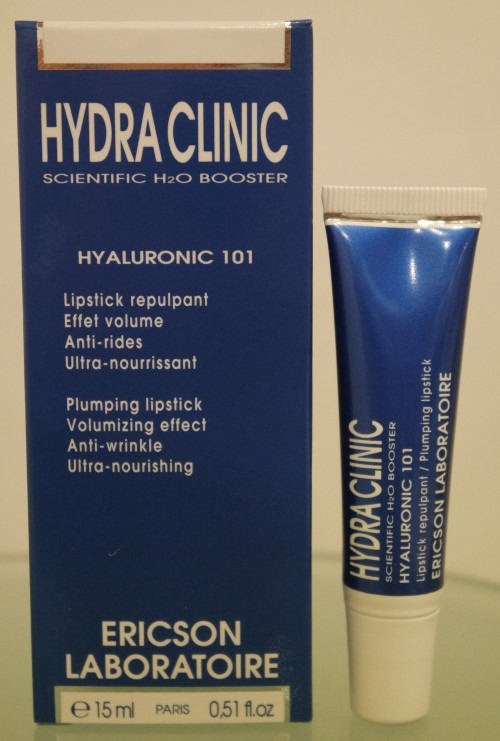 HYDRA CLINIC
SCIENTIFIC H₂O BOOSTER
HYALURONIC 101
Lipstick repulpant
Effet volume
Anti-rides
Ultra-nourrissant
Plumping lipstick
Volumizing effect
Anti-wrinkle
Ultra-nourishing
ERICSON
LABORATOIRE
℮ 15 ml PARIS 0,51 fl.oz
HYDRA CLINIC
SCIENTIFIC H₂O BOOSTER
HYALURONIC 101
Lipstick repulpant / Plumping lipstick
ERICSON LABORATOIRE